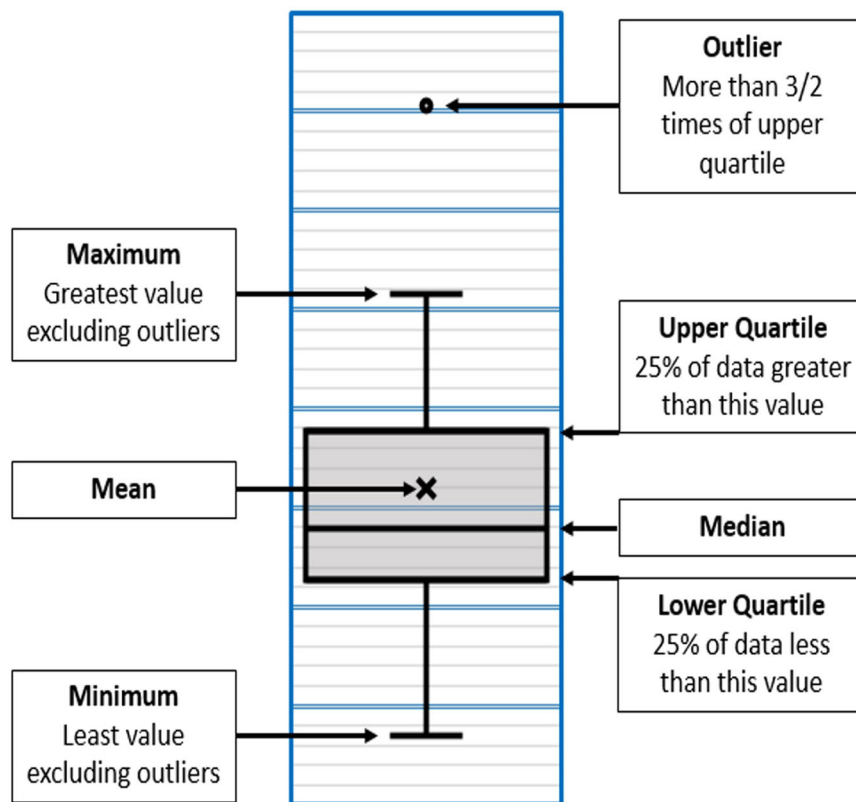 Outlier
More than 3/2
times of upper
quartile
Maximum
Greatest value
excluding outliers
Upper Quartile
25% of data greater
than this value
Mean
Median
Lower Quartile
25% of data less
than this value
Minimum
Least value
excluding outliers